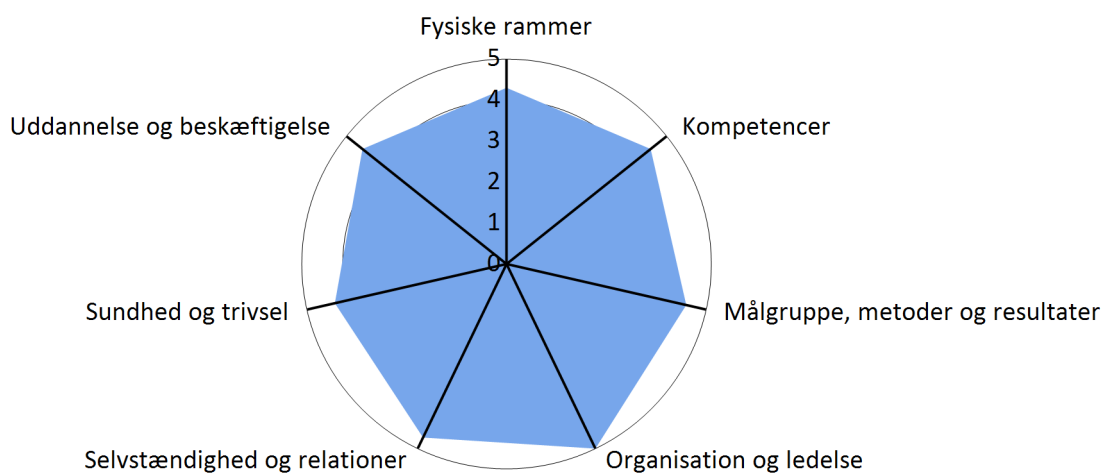 Fysiske rammer
5
4
3
2
1
0
Uddannelse og beskæftigelse
Kompetencer
Sundhed og trivsel
Målgruppe, metoder og resultater
Selvstændighed og relationer
Organisation og ledelse